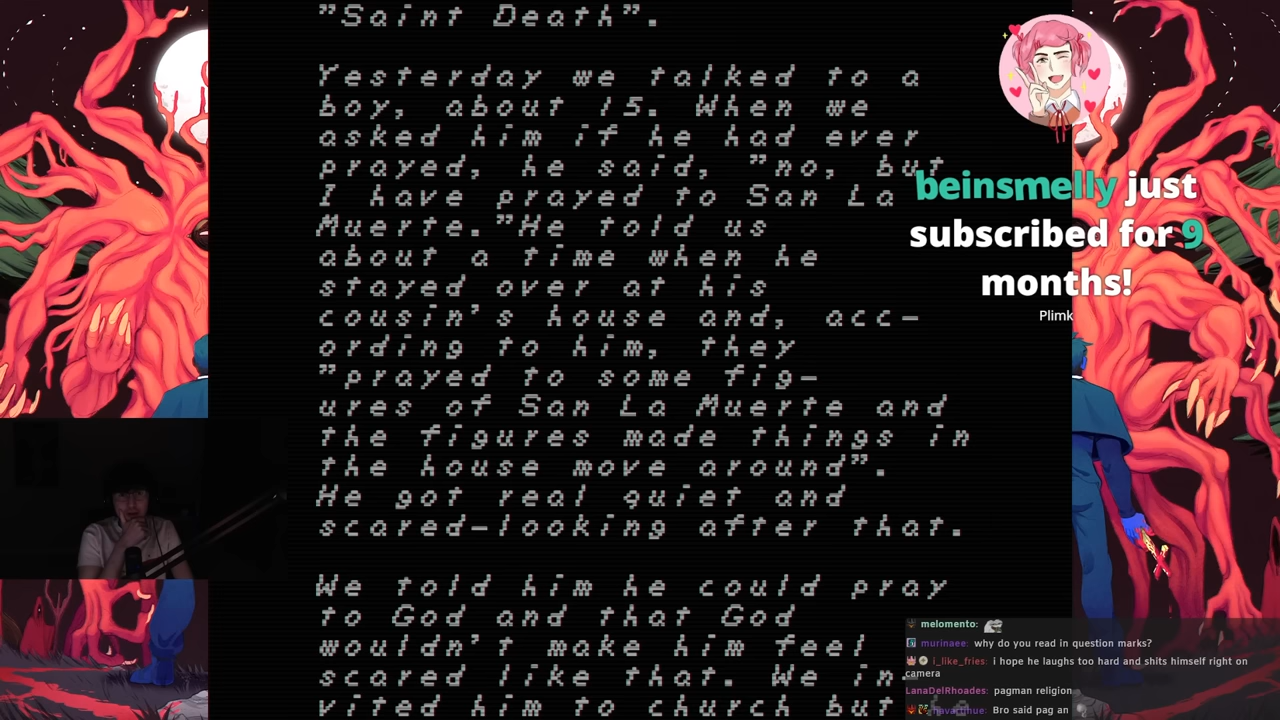 "Saint Death".
Yesterday we talked to a
boy, about 15. When we
asked him if he had ever
prayed, he said, "no, but
I have prayed to San La
Muerte."He told us
about a time when he
stayed over at his
cousin's house and, acc-
ording to him, they
"prayed to some fig-
ures of San La Muerte and
the figures made things in
the house move around".
He got real quiet and
scared-looking after that.
We told him he could pray
to God and that God
wouldn't make him feel
scared like that. We in-
vited him to church but
beinsmelly just
subscribed for 9
months!
Plimk
melomento:
murinaee: why do you read in question marks?
i_like_fries: i hope he laughs too hard and shits himself right on
camera
LanaDelRhoades: pagman religion
Bro said pag an